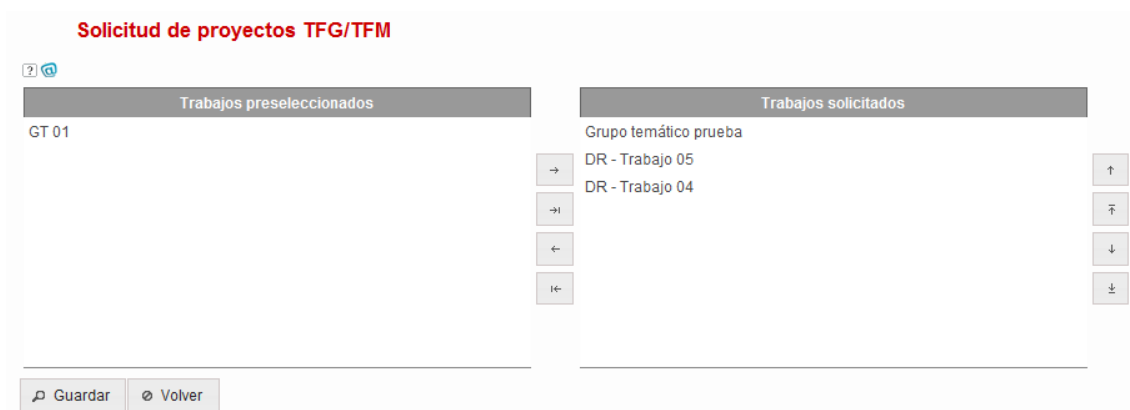 Solicitud de proyectos TFG/TFM
?
Trabajos preseleccionados
GT 01
Trabajos solicitados
Grupo temático prueba
DR - Trabajo 05
DR - Trabajo 04
Guardar
Volver